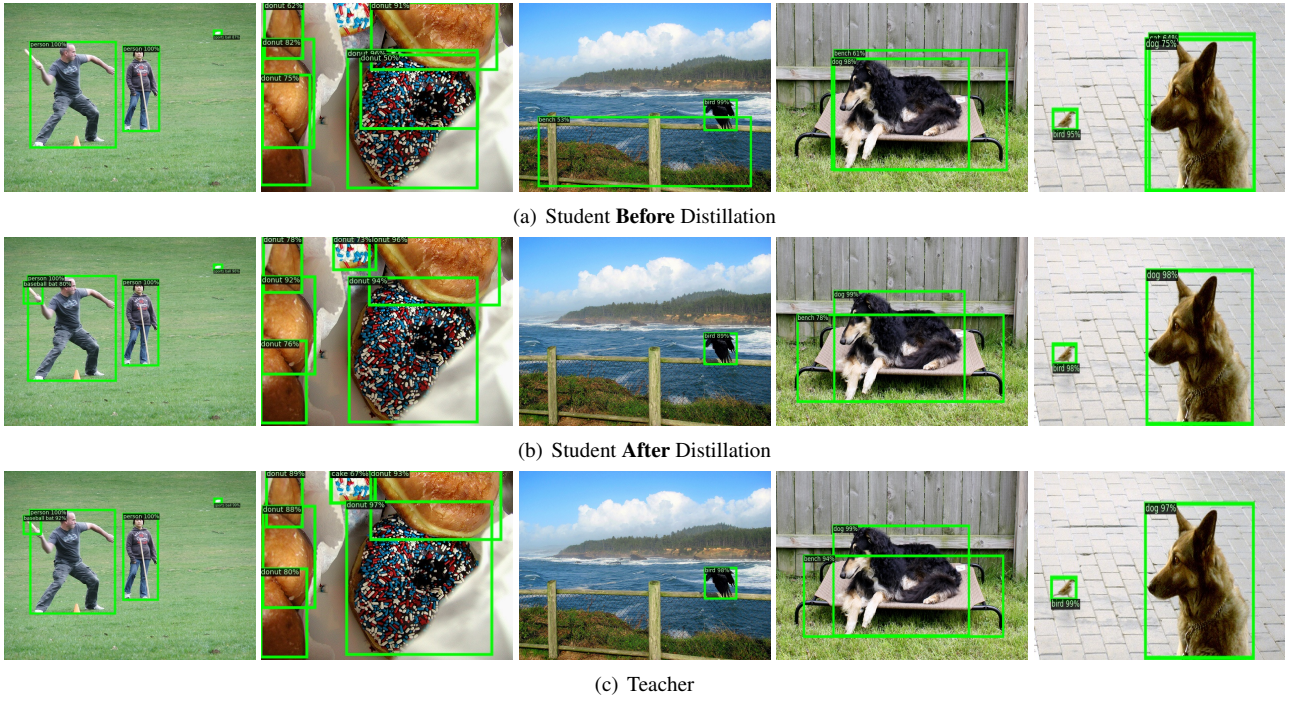 person 100%
person 100%
donut 62%
donut 91%
donut 82%
donut 96%
donut 50%
donut 75%
bird 99%
bench 53%
bench 61%
dog 98%
cat 64%
dog 75%
bird 95%
(a) Student Before Distillation
person 100%
baseball bat 80%
person 100%
donut 78%
donut 73%
donut 96%
donut 92%
donut 94%
donut 76%
bird 89%
dog 99%
bench 78%
dog 98%
bird 98%
(b) Student After Distillation
person 100%
baseball bat 92%
person 100%
donut 89%
cake 67%
donut 93%
donut 88%
donut 97%
donut 80%
bird 98%
dog 99%
bench 94%
dog 97%
bird 99%
(c) Teacher